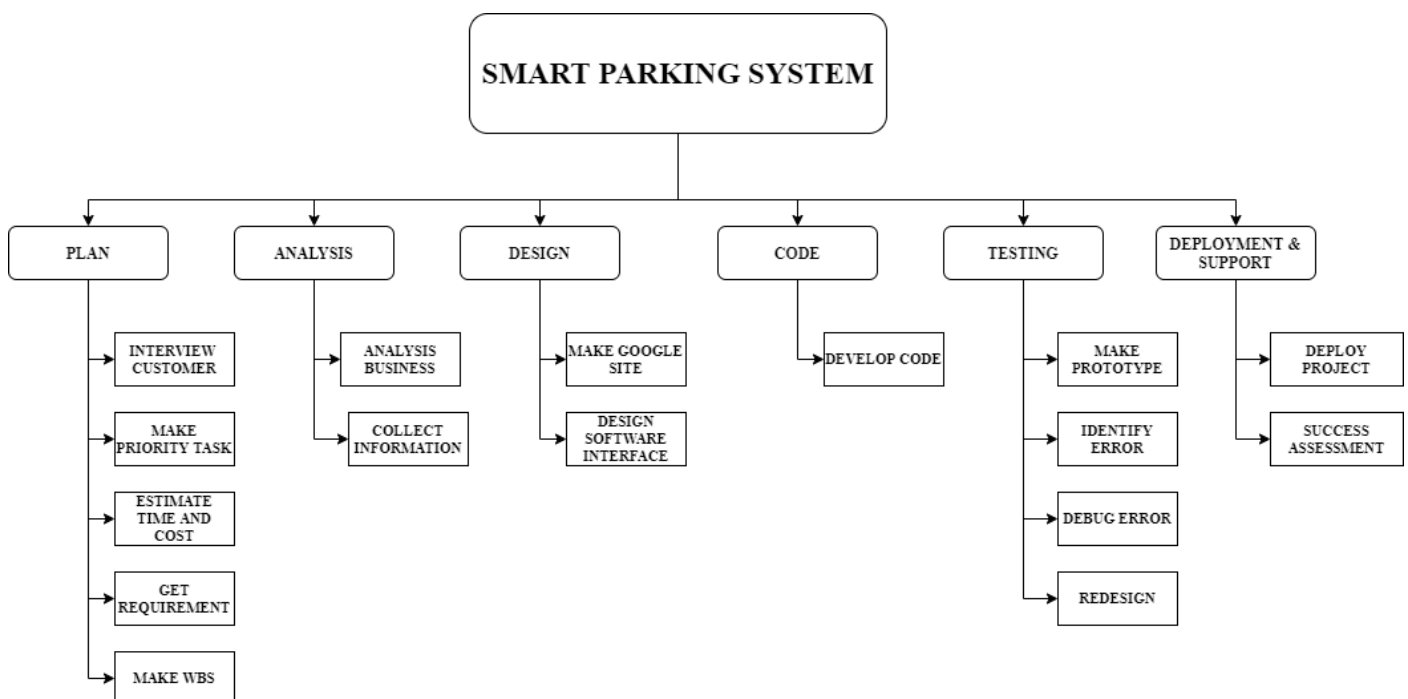 SMART PARKING SYSTEM
PLAN
ANALYSIS
DESIGN
CODE
TESTING
DEPLOYMENT &
SUPPORT
INTERVIEW
CUSTOMER
MAKE
PRIORITY TASK
ESTIMATE
TIME AND
COST
GET
REQUIREMENT
MAKE WBS
ANALYSIS
BUSINESS
COLLECT
INFORMATION
MAKE GOOGLE
SITE
DESIGN
SOFTWARE
INTERFACE
DEVELOP CODE
MAKE
PROTOTYPE
IDENTIFY
ERROR
DEBUG ERROR
REDESIGN
DEPLOY
PROJECT
SUCCESS
ASSESSMENT